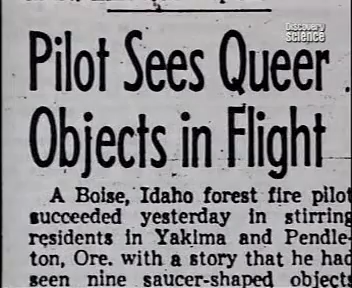 Discovery
SCIENCE
Pilot Sees Queer
Objects in Flight
A Boise, Idaho forest fire pilot
succeeded yesterday in stirring
residents in Yakima and Pendle-
ton, Ore. with a story that he had
seen nine saucer-shaped objects